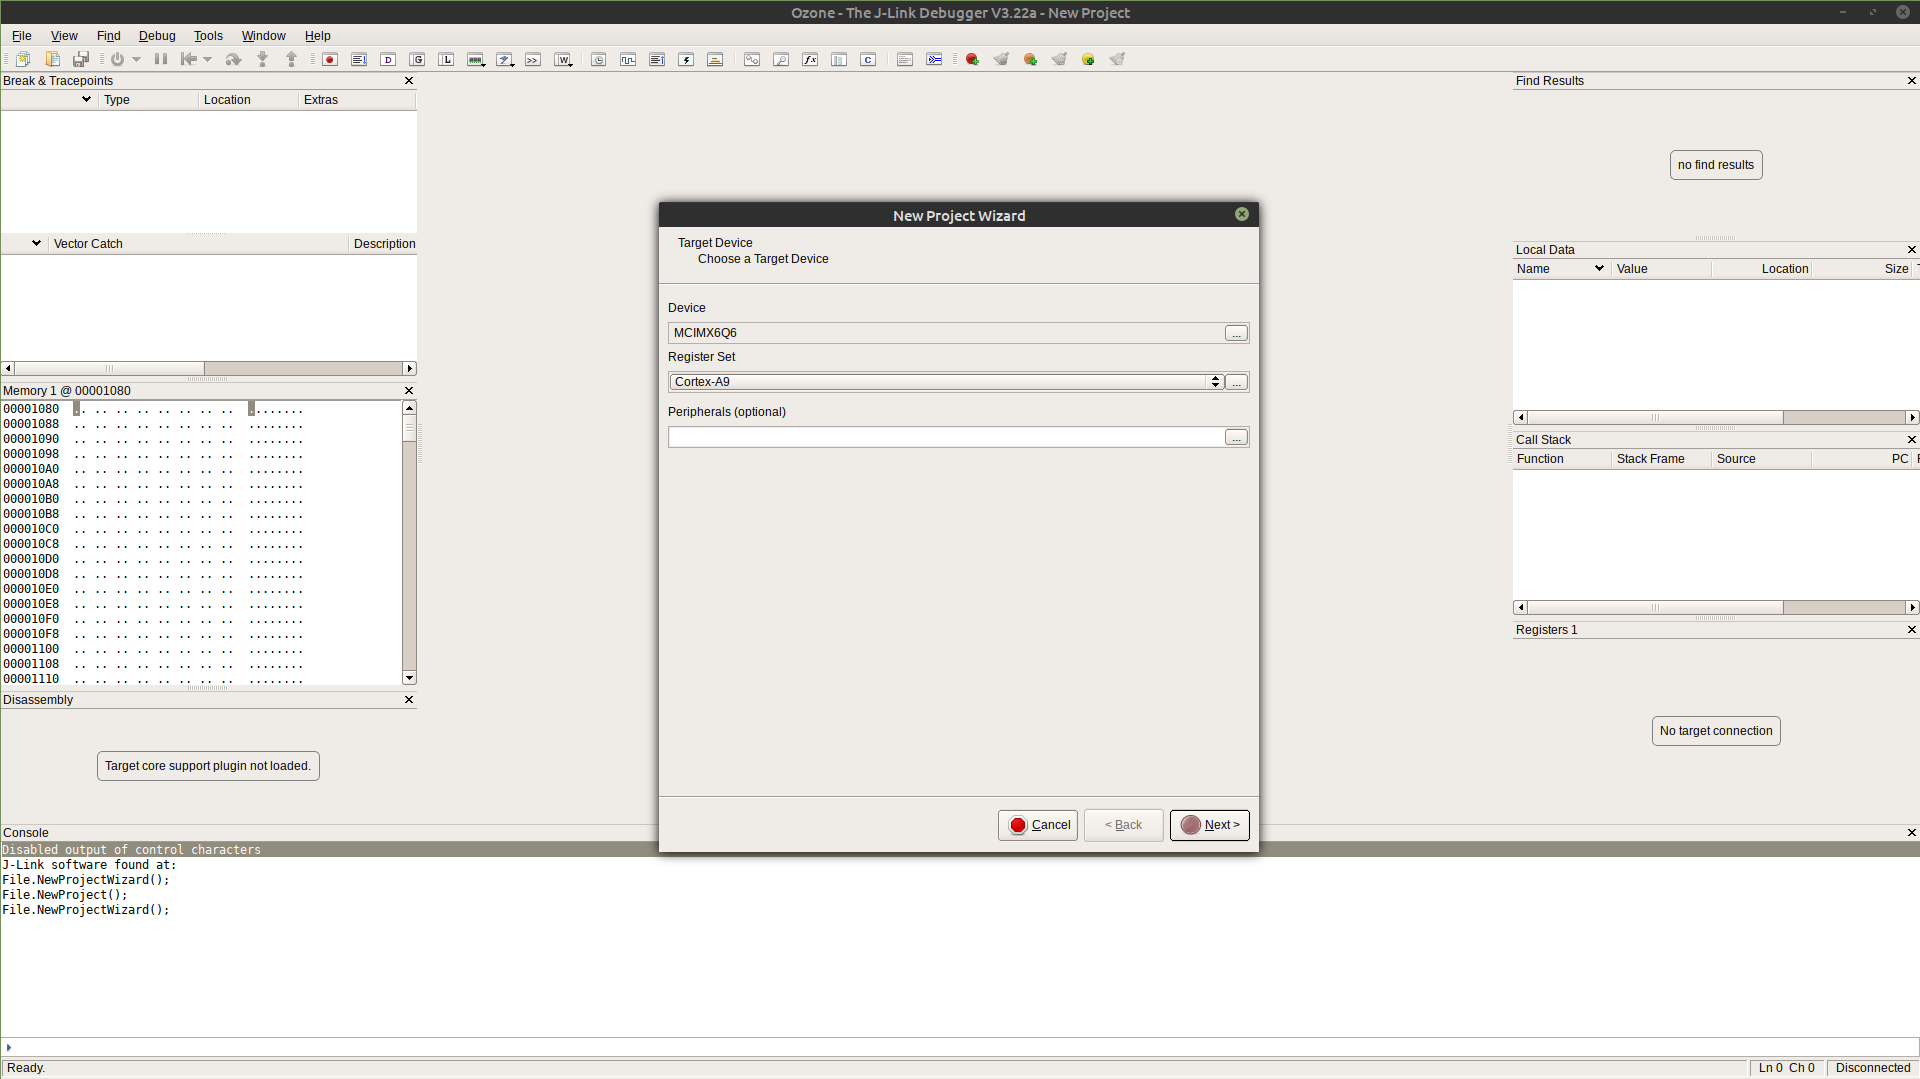 Ozone - The J-Link Debugger V3.22a - New Project
File View Find Debug Tools Window Help
Break & Tracepoints
Type Location Extras
Vector Catch Description
Memory 1 @ 00001080
00001080 .. .. .. .. .. .. .. .. ........
00001088 .. .. .. .. .. .. .. .. ........
00001090 .. .. .. .. .. .. .. .. ........
00001098 .. .. .. .. .. .. .. .. ........
000010A0 .. .. .. .. .. .. .. .. ........
000010A8 .. .. .. .. .. .. .. .. ........
000010B0 .. .. .. .. .. .. .. .. ........
000010B8 .. .. .. .. .. .. .. .. ........
000010C0 .. .. .. .. .. .. .. .. ........
000010C8 .. .. .. .. .. .. .. .. ........
000010D0 .. .. .. .. .. .. .. .. ........
000010D8 .. .. .. .. .. .. .. .. ........
000010E0 .. .. .. .. .. .. .. .. ........
000010E8 .. .. .. .. .. .. .. .. ........
000010F0 .. .. .. .. .. .. .. .. ........
000010F8 .. .. .. .. .. .. .. .. ........
00001100 .. .. .. .. .. .. .. .. ........
00001108 .. .. .. .. .. .. .. .. ........
00001110 .. .. .. .. .. .. .. .. ........
Disassembly
Target core support plugin not loaded.
New Project Wizard
Target Device
Choose a Target Device
Device
MCIMX6Q6 ...
Register Set
Cortex-A9 ...
Peripherals (optional)
...
Cancel < Back Next >
Find Results
no find results
Local Data
Name Value Location Size
Call Stack
Function Stack Frame Source PC
Registers 1
No target connection
Console
Disabled output of control characters
J-Link software found at:
File.NewProjectWizard();
File.NewProject();
File.NewProjectWizard();
Ready. Ln 0 Ch 0 Disconnected